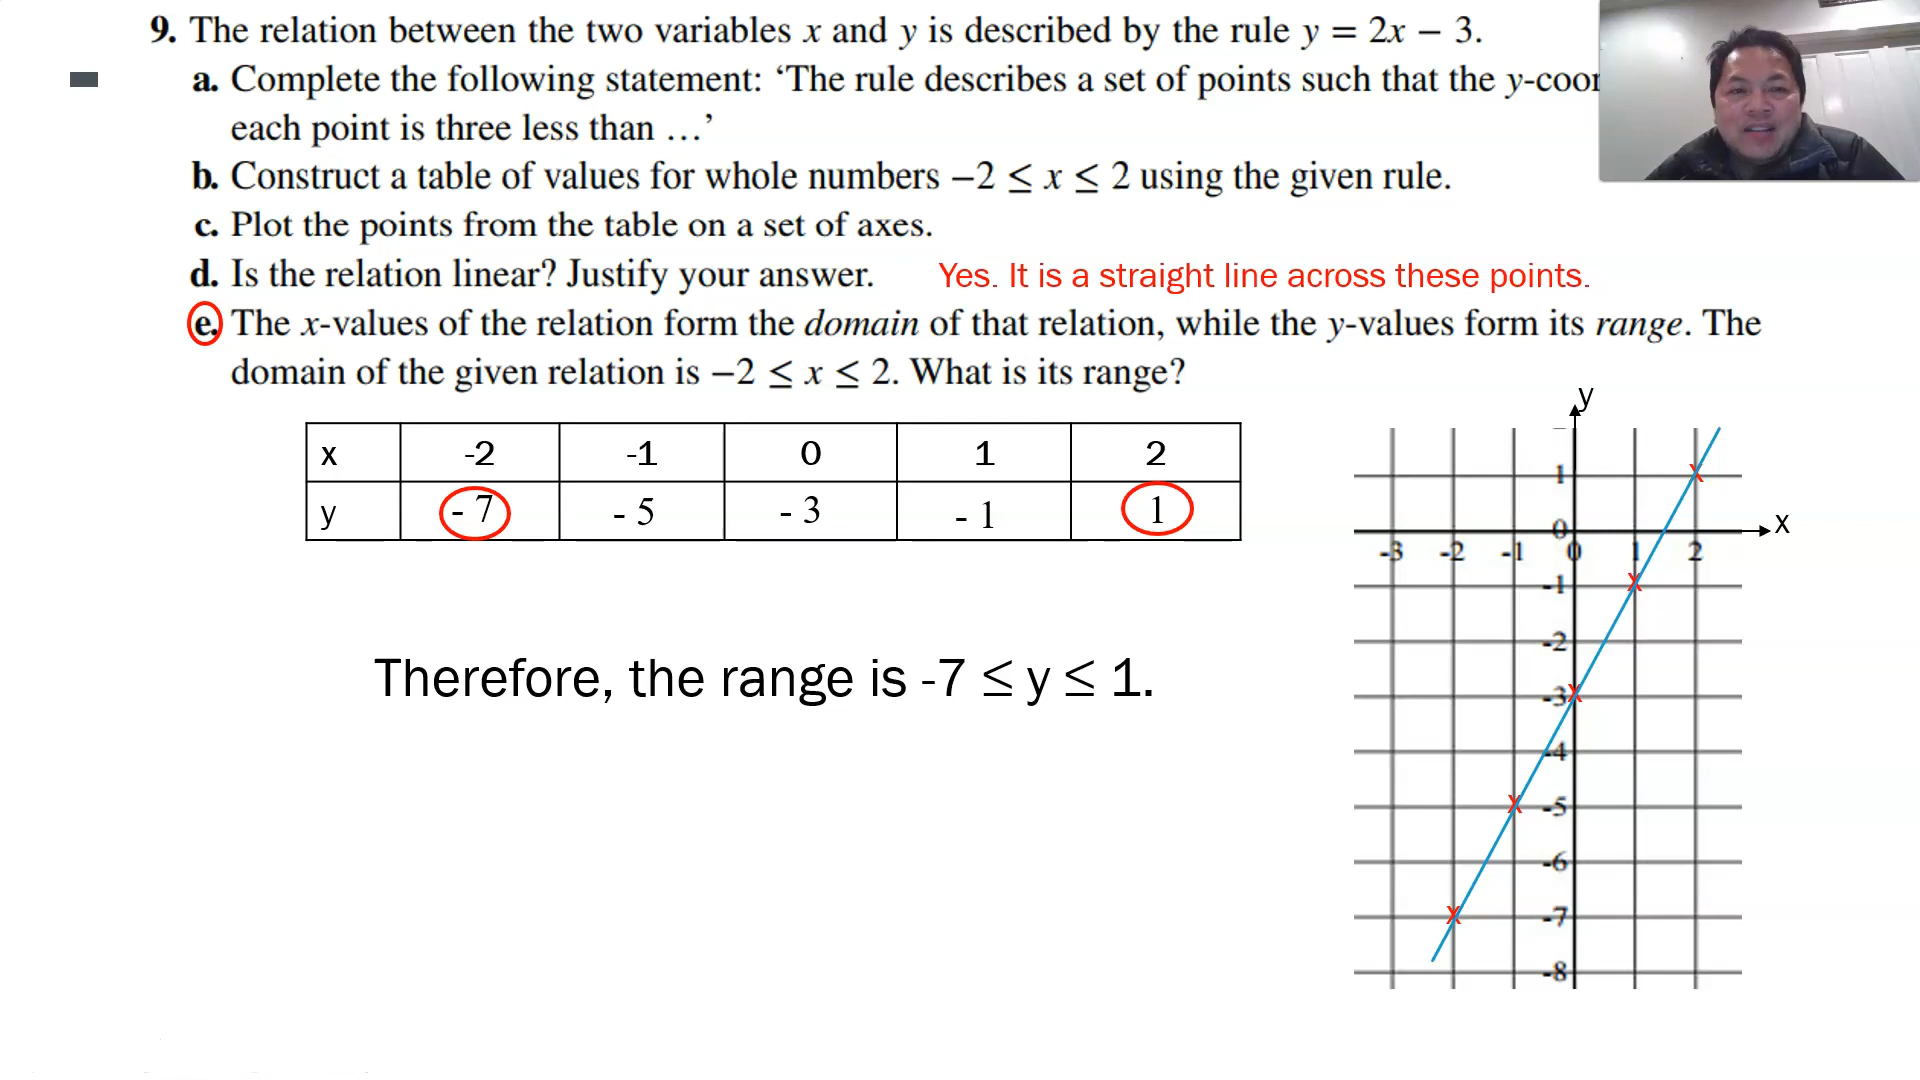 9. The relation between the two variables x and y is described by the rule y = 2x − 3.
a. Complete the following statement: ‘The rule describes a set of points such that the y-coor
each point is three less than …’
b. Construct a table of values for whole numbers −2 ≤ x ≤ 2 using the given rule.
c. Plot the points from the table on a set of axes.
d. Is the relation linear? Justify your answer. Yes. It is a straight line across these points.
e. The x-values of the relation form the domain of that relation, while the y-values form its range. The
domain of the given relation is −2 ≤ x ≤ 2. What is its range?
x -2 -1 0 1 2
y - 7 - 5 - 3 - 1 1
Therefore, the range is -7 ≤ y ≤ 1.
y
1
0
x
-3 -2 -1 0 1 2
-1
-2
-3
-4
-5
-6
-7
-8